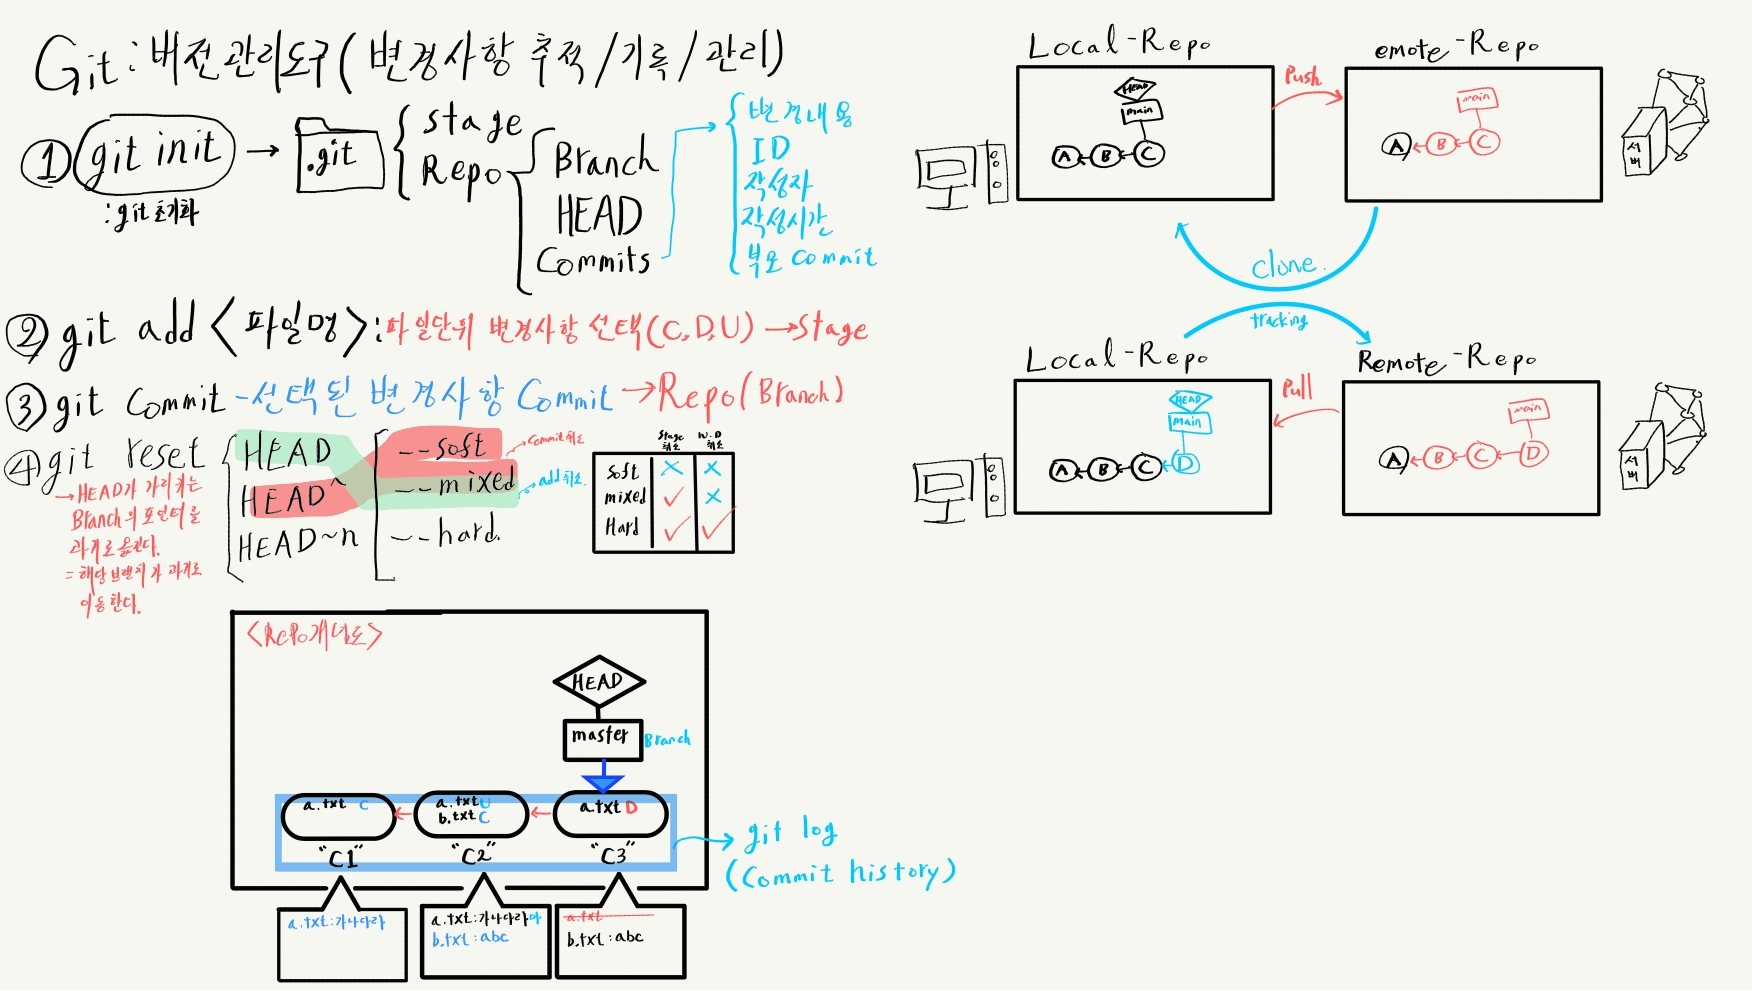 Git : 버전관리도구 ( 변경사항 추적 / 기록 / 관리 )
① git init → .git
: git 초기화
stage
Repo
Branch
HEAD
Commits
변경내용
ID
작성자
작성시간
부모 commit
② git add <파일명> : 파일단위 변경사항 선택 (C, D, U) → Stage
③ git commit - 선택된 변경사항 Commit → Repo ( Branch )
④ git reset
→ HEAD가 가리키는
Branch의 포인터를
과거로 옮긴다.
= 해당 브랜치가 과거로
이동한다.
HEAD
HEAD^
HEAD~n
--soft → commit취소
--mixed → add 취소.
--hard.
Stage 취소
W.D 취소
soft X X
mixed ✓ X
Hard ✓ ✓
<Repo개념도>
HEAD
master Branch
a.txt C
a.txt U
b.txt C
a.txt D
"C1" "C2" "C3"
→ git log
(Commit history)
a.txt : 가나다라
a.txt : 가나다라마
b.txt : abc
a.txt
b.txt : abc
Local - Repo
HEAD
main
A B C
Push
emote - Repo
main
A B C
서버
clone.
tracking
Local - Repo
HEAD
main
A B C D
Pull
Remote - Repo
main
A B C D
서버